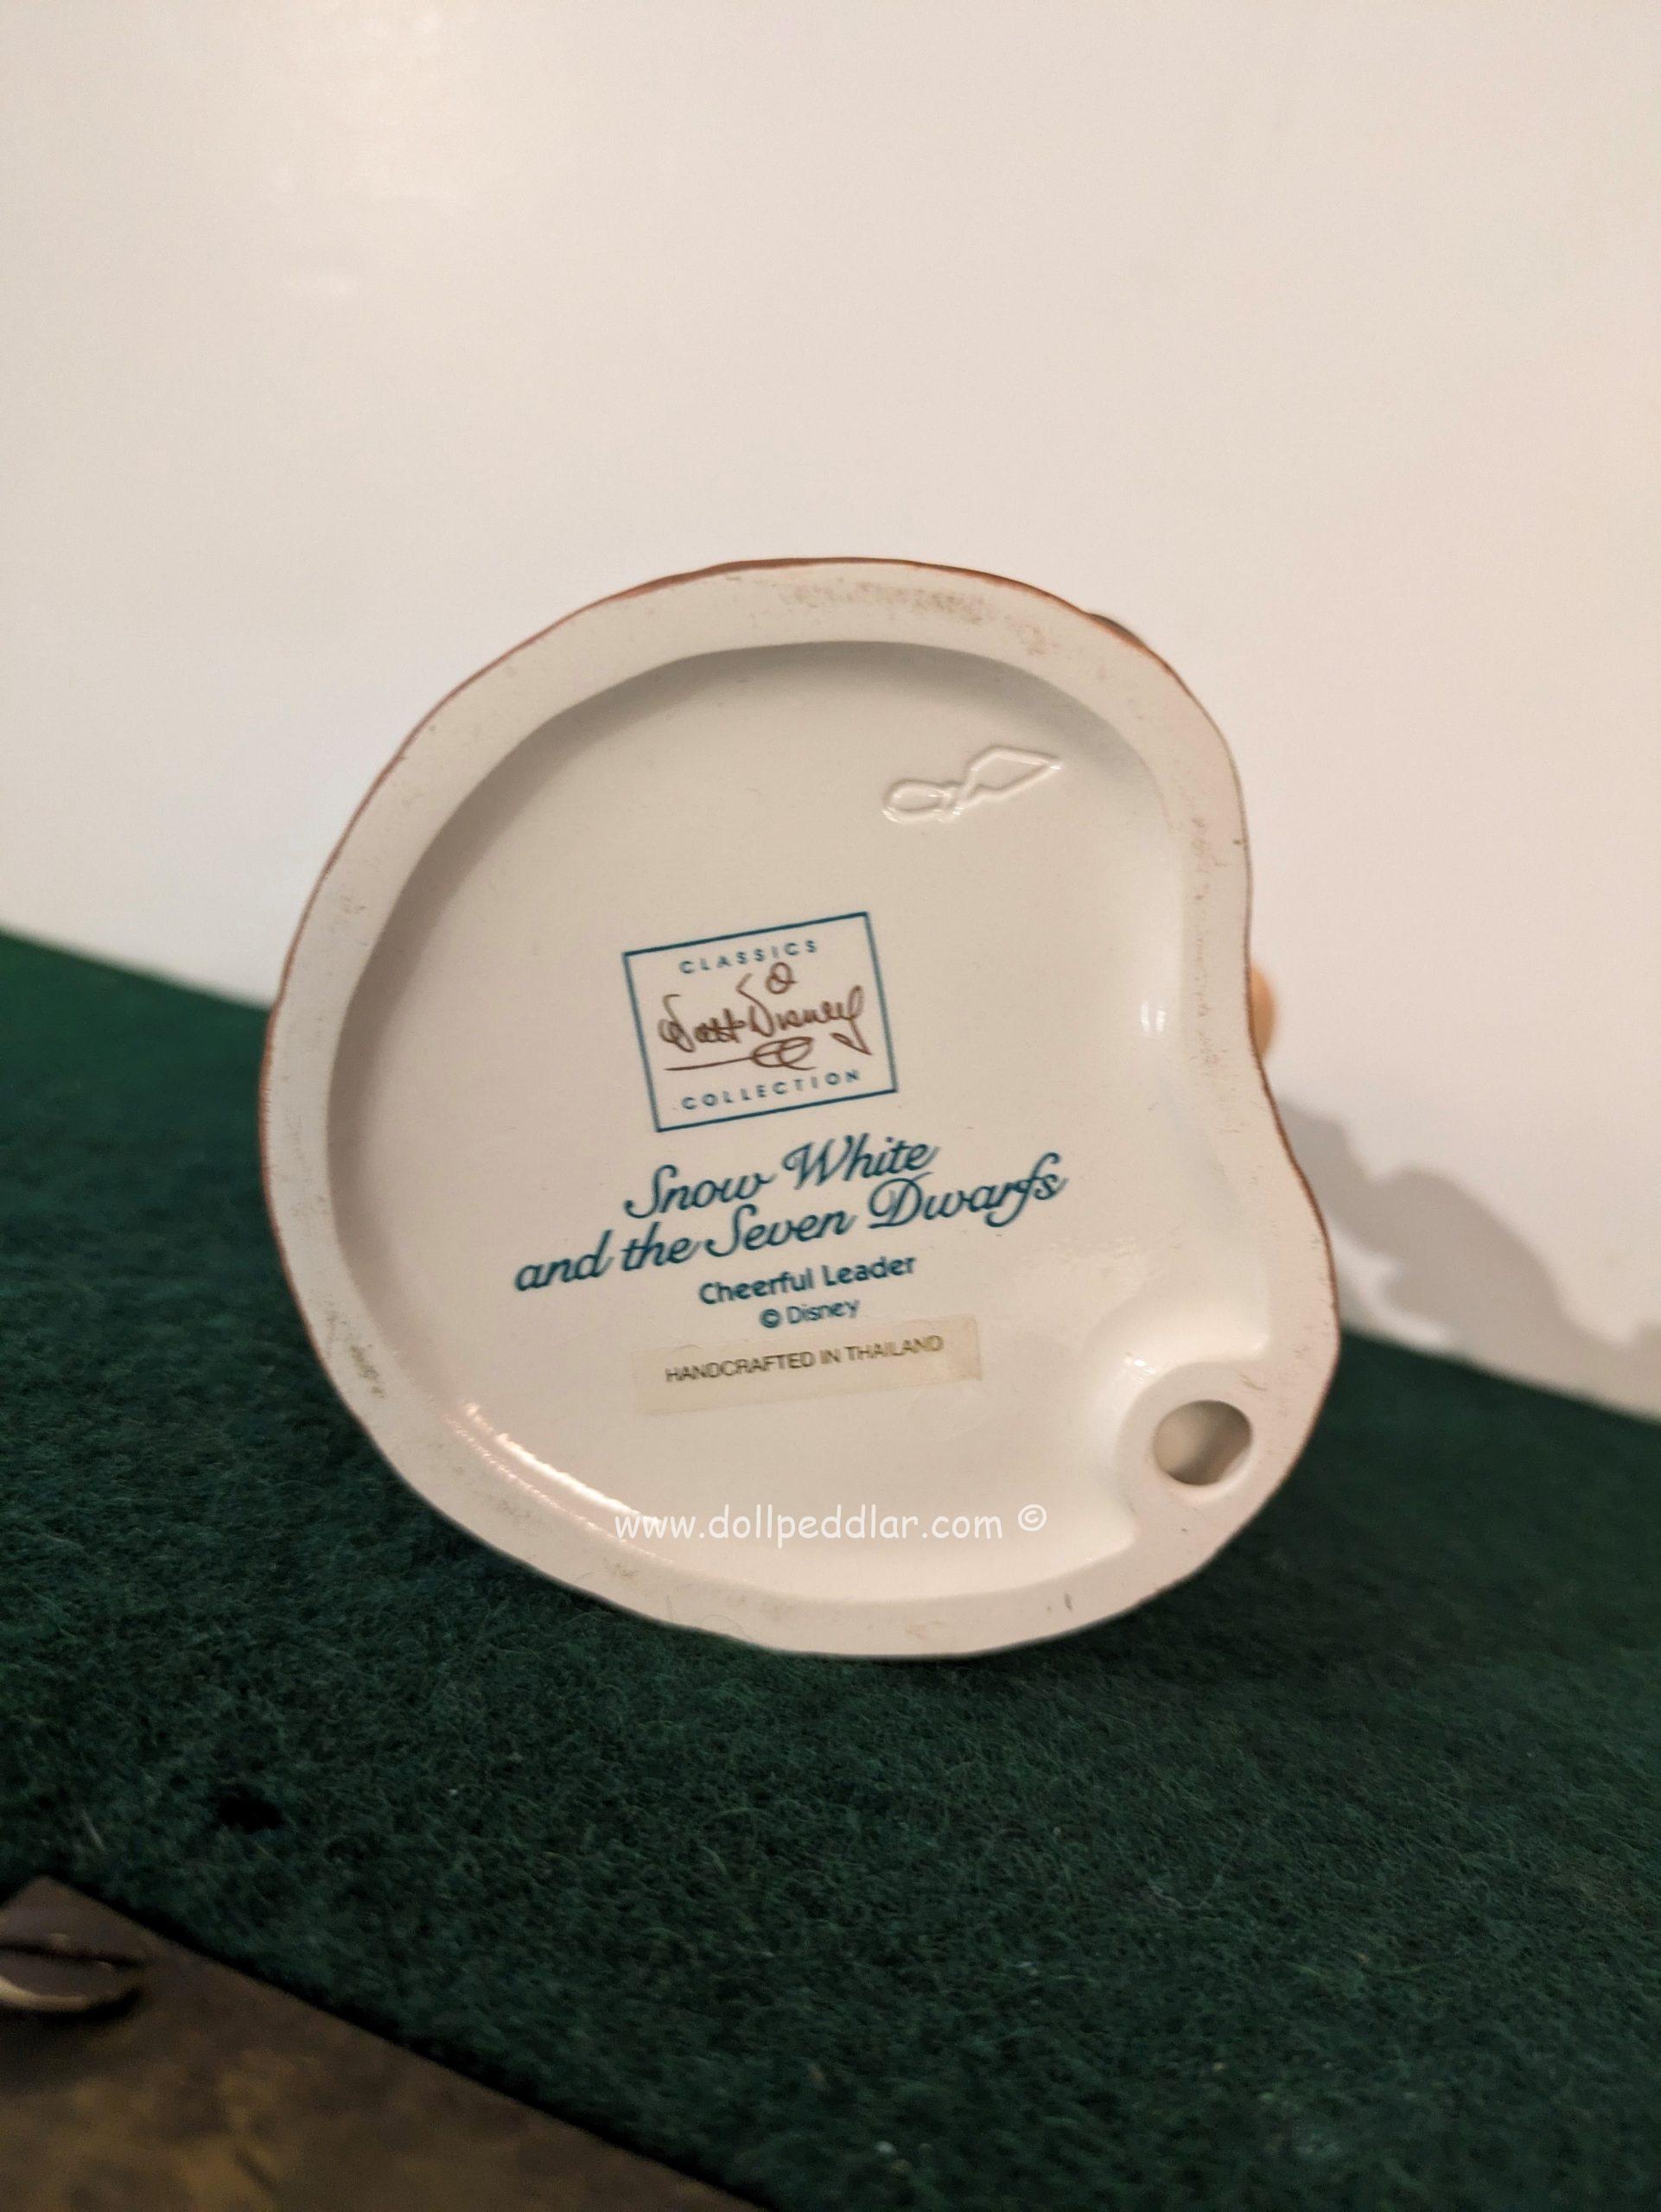 CLASSICS
Walt Disney
COLLECTION
Snow White
and the Seven Dwarfs
Cheerful Leader
© Disney
HANDCRAFTED IN THAILAND
www.dollpeddlar.com ©